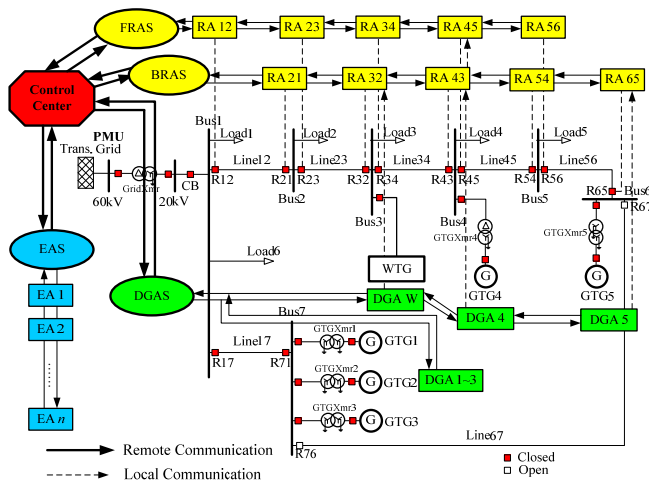 FRAS
RA 12
RA 23
RA 34
RA 45
RA 56
BRAS
RA 21
RA 32
RA 43
RA 54
RA 65
Control
Center
Bus1
PMU
Trans. Grid
GridXmr
60kV
20kV
CB
Load1
Load2
Load3
Load4
Load5
Line12
Line23
Line34
Line45
Line56
R12
R21
R23
R32
R34
R43
R45
R54
R56
R65
Bus6
R67
Bus2
Bus3
Bus4
Bus5
GTGXmr4
GTGXmr5
G
GTG4
G
GTG5
EAS
Load6
WTG
DGAS
DGA W
DGA 4
DGA 5
EA 1
EA 2
EA n
Bus7
Line17
R17
R71
GTGXmr1
G
GTG1
GTGXmr2
G
GTG2
GTGXmr3
G
GTG3
DGA 1~3
R76
Line67
Remote Communication
Local Communication
Closed
Open